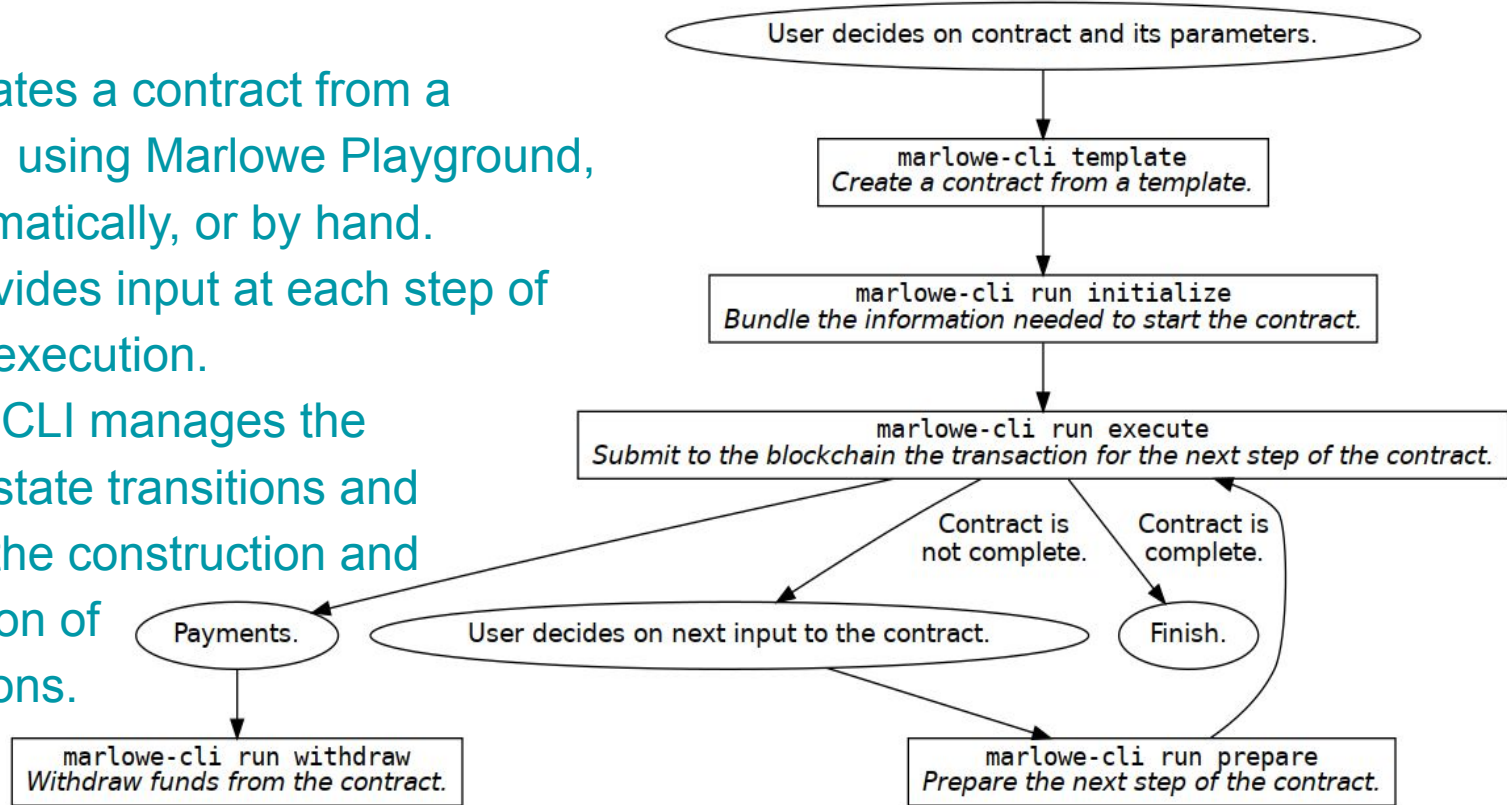 User decides on contract and its parameters.
ates a contract from a
using Marlowe Playground,
matically, or by hand.
vides input at each step of
execution.
CLI manages the
state transitions and
the construction and
on of
ons.
marlowe-cli template
Create a contract from a template.
marlowe-cli run initialize
Bundle the information needed to start the contract.
marlowe-cli run execute
Submit to the blockchain the transaction for the next step of the contract.
Contract is
not complete.
Contract is
complete.
Payments.
User decides on next input to the contract.
Finish.
marlowe-cli run withdraw
Withdraw funds from the contract.
marlowe-cli run prepare
Prepare the next step of the contract.